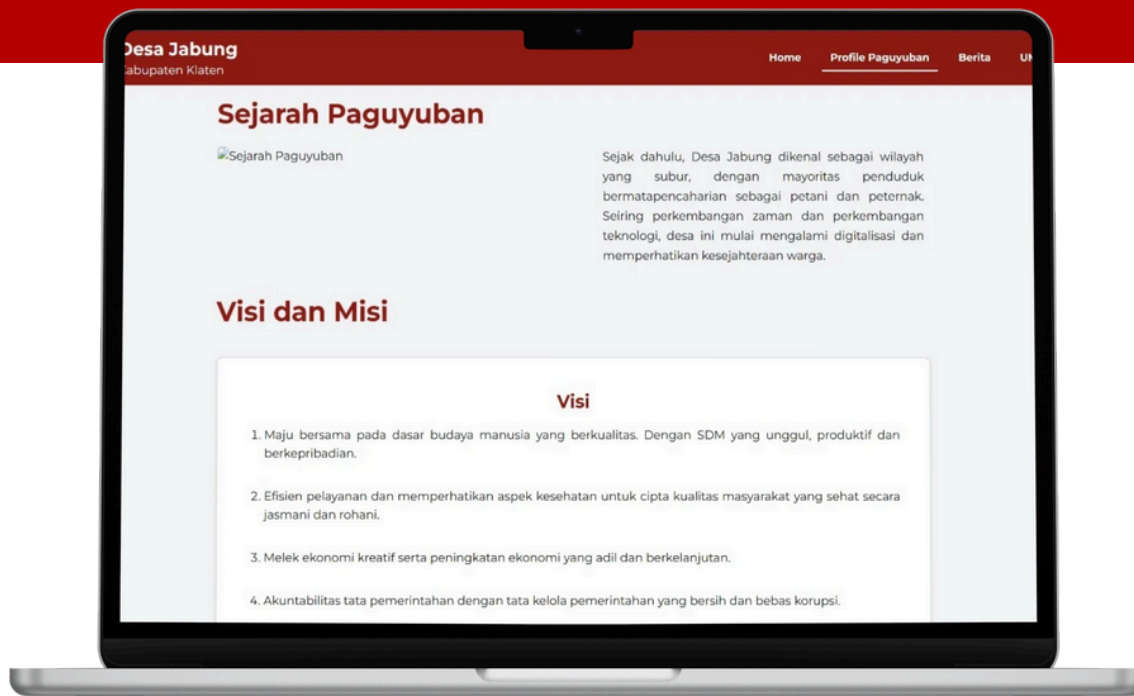 Desa Jabung
Kabupaten Klaten
Home Profile Paguyuban Berita
Sejarah Paguyuban
Sejarah Paguyuban
Sejak dahulu, Desa Jabung dikenal sebagai wilayah
yang subur, dengan mayoritas penduduk
bermatapencaharian sebagai petani dan peternak.
Seiring perkembangan zaman dan perkembangan
teknologi, desa ini mulai mengalami digitalisasi dan
memperhatikan kesejahteraan warga.
Visi dan Misi
Visi
1. Maju bersama pada dasar budaya manusia yang berkualitas. Dengan SDM yang unggul, produktif dan
berkepribadian.
2. Efisien pelayanan dan memperhatikan aspek kesehatan untuk cipta kualitas masyarakat yang sehat secara
jasmani dan rohani.
3. Melek ekonomi kreatif serta peningkatan ekonomi yang adil dan berkelanjutan.
4. Akuntabilitas tata pemerintahan dengan tata kelola pemerintahan yang bersih dan bebas korupsi.